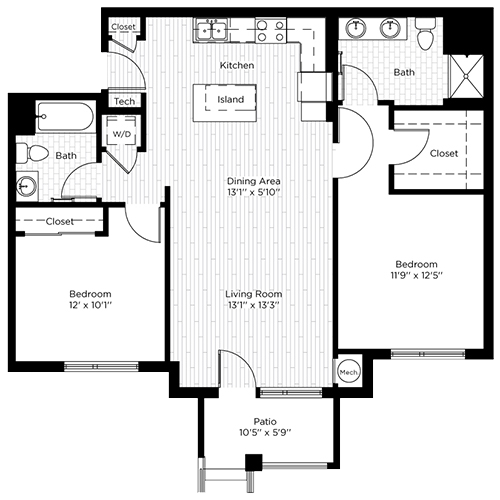 Closet
Kitchen
Bath
Tech
Island
W/D
Bath
Closet
Dining Area
13'1" x 5'10"
Closet
Bedroom
11'9" x 12'5"
Bedroom
12' x 10'1"
Living Room
13'1" x 13'3"
Mech.
Patio
10'5" x 5'9"